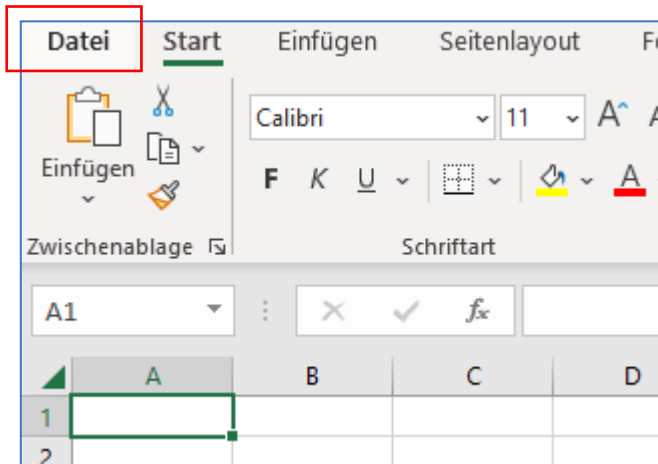 Datei Start Einfügen Seitenlayout
Einfügen
Calibri 11 A
F K U A
Zwischenablage Schriftart
A1 fx
A B C D
1
2